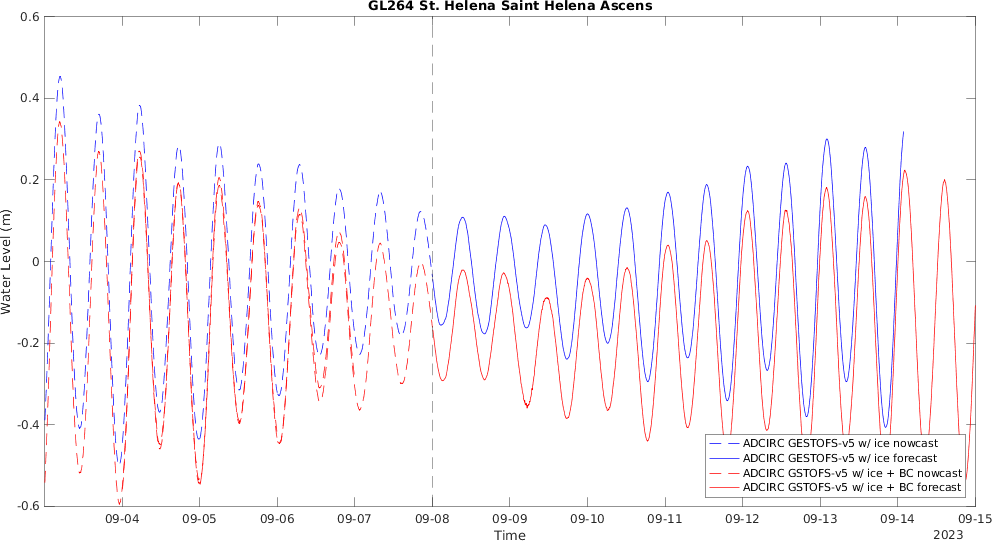 GL264 St. Helena Saint Helena Ascens
0.6
0.4
0.2
0
-0.2
-0.4
-0.6
Water Level (m)
09-04
09-05
09-06
09-07
09-08
09-09
09-10
09-11
09-12
09-13
09-14
09-15
Time
2023
ADCIRC GESTOFS-v5 w/ ice nowcast
ADCIRC GESTOFS-v5 w/ ice forecast
ADCIRC GSTOFS-v5 w/ ice + BC nowcast
ADCIRC GSTOFS-v5 w/ ice + BC forecast